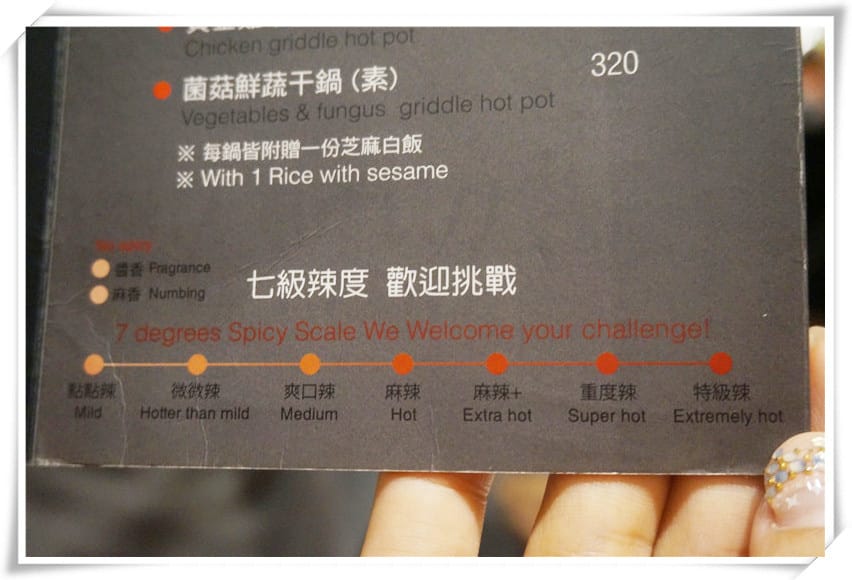 Chicken griddle hot pot
菌菇鮮蔬干鍋(素) 320
Vegetables & fungus griddle hot pot
※ 每鍋皆附贈一份芝麻白飯
※ With 1 Rice with sesame
醬香 Fragrance
麻香 Numbing
七級辣度 歡迎挑戰
7 degrees Spicy Scale We Welcome your challenge!
點點辣 微微辣 爽口辣 麻辣 麻辣+ 重度辣 特級辣
Mild Hotter than mild Medium Hot Extra hot Super hot Extremely hot